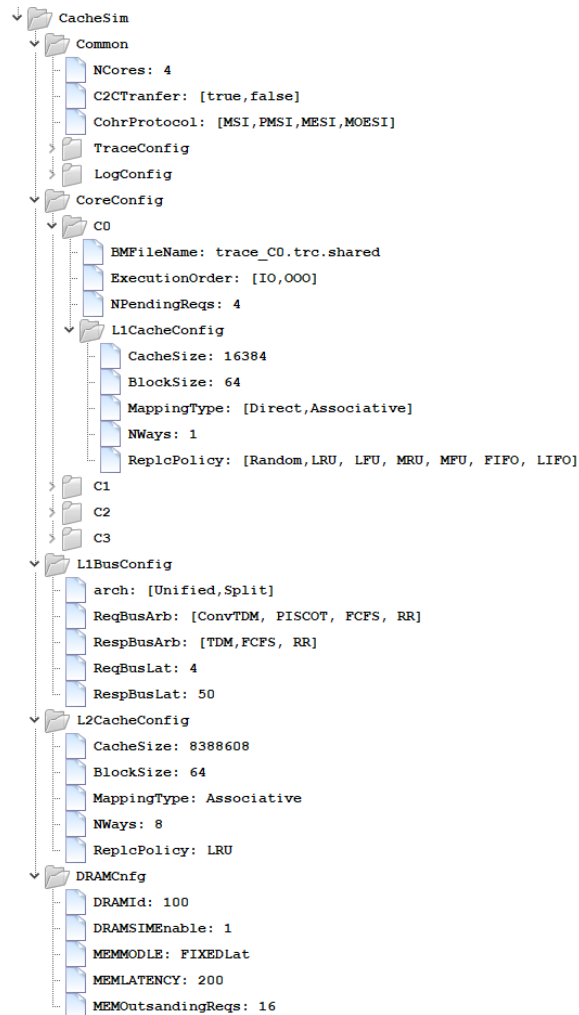 CacheSim
Common
NCores: 4
C2CTranfer: [true,false]
CohrProtocol: [MSI,PMSI,MESI,MOESI]
TraceConfig
LogConfig
CoreConfig
C0
BMFileName: trace_C0.trc.shared
ExecutionOrder: [IO,OOO]
NPendingReqs: 4
L1CacheConfig
CacheSize: 16384
BlockSize: 64
MappingType: [Direct,Associative]
NWays: 1
ReplcPolicy: [Random,LRU, LFU, MRU, MFU, FIFO, LIFO]
C1
C2
C3
L1BusConfig
arch: [Unified,Split]
ReqBusArb: [ConvTDM, PISCOT, FCFS, RR]
RespBusArb: [TDM,FCFS, RR]
ReqBusLat: 4
RespBusLat: 50
L2CacheConfig
CacheSize: 8388608
BlockSize: 64
MappingType: Associative
NWays: 8
ReplcPolicy: LRU
DRAMCnfg
DRAMId: 100
DRAMSIMEnable: 1
MEMMODLE: FIXEDLat
MEMLATENCY: 200
MEMOutsandingReqs: 16